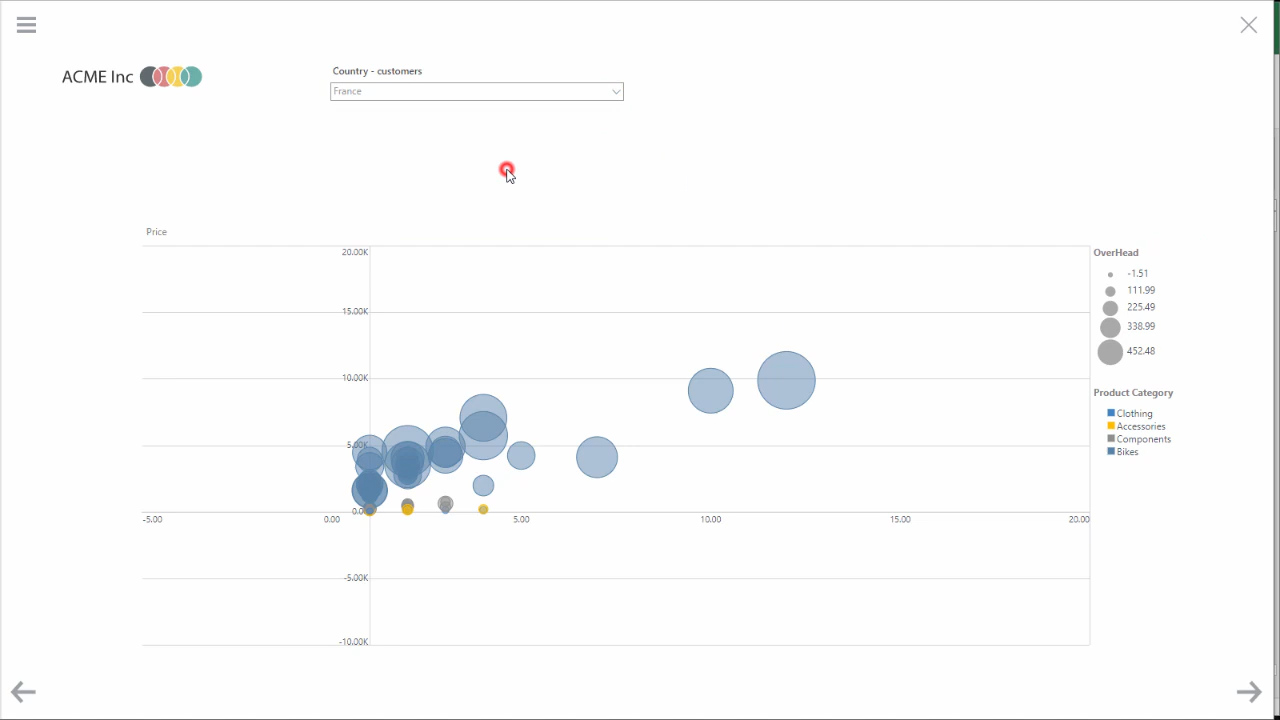 ACME Inc
Country - customers
France
Price
20.00K
15.00K
10.00K
5.00K
0.00
-5.00K
-10.00K
-5.00
0.00
5.00
10.00
15.00
20.00
OverHead
-1.51
111.99
225.49
338.99
452.48
Product Category
Clothing
Accessories
Components
Bikes